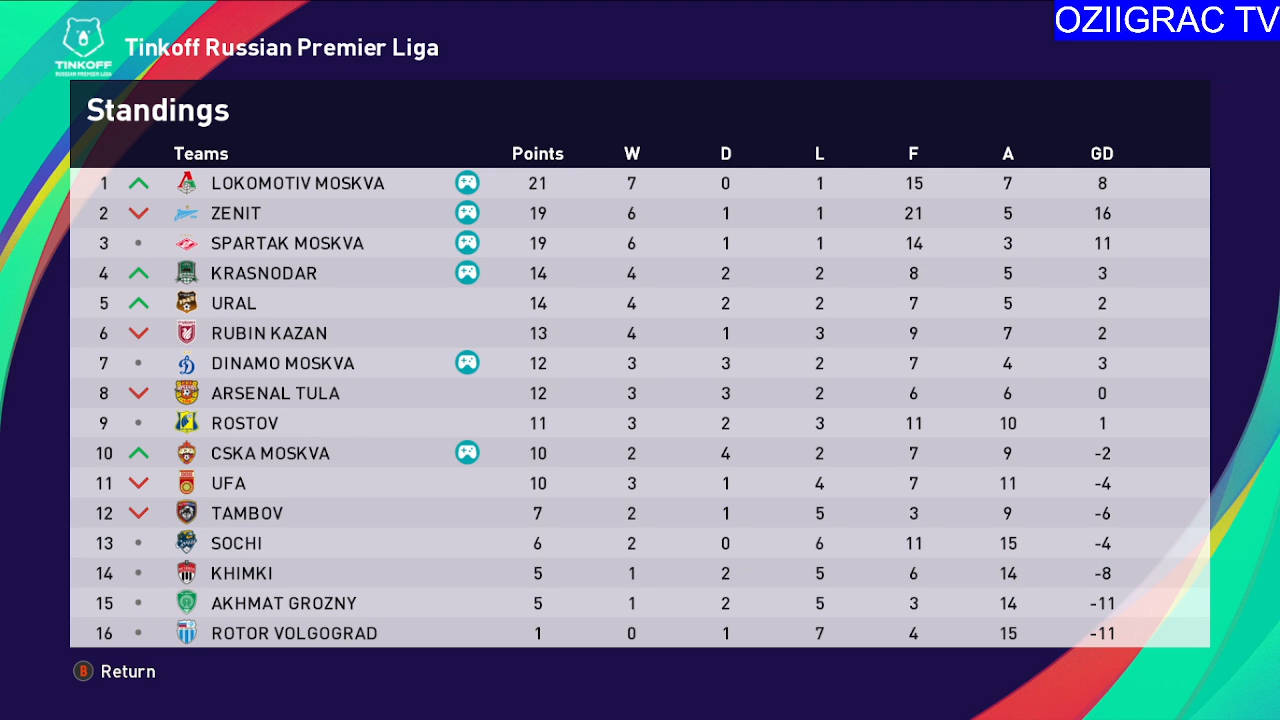 OZIIGRAC TV
TINKOFF
RUSSIAN PREMIER LIGA
Tinkoff Russian Premier Liga
Standings
Teams Points W D L F A GD
1 LOKOMOTIV MOSKVA 21 7 0 1 15 7 8
2 ZENIT 19 6 1 1 21 5 16
3 SPARTAK MOSKVA 19 6 1 1 14 3 11
4 KRASNODAR 14 4 2 2 8 5 3
5 URAL 14 4 2 2 7 5 2
6 RUBIN KAZAN 13 4 1 3 9 7 2
7 DINAMO MOSKVA 12 3 3 2 7 4 3
8 ARSENAL TULA 12 3 3 2 6 6 0
9 ROSTOV 11 3 2 3 11 10 1
10 CSKA MOSKVA 10 2 4 2 7 9 -2
11 UFA 10 3 1 4 7 11 -4
12 TAMBOV 7 2 1 5 3 9 -6
13 SOCHI 6 2 0 6 11 15 -4
14 KHIMKI 5 1 2 5 6 14 -8
15 AKHMAT GROZNY 5 1 2 5 3 14 -11
16 ROTOR VOLGOGRAD 1 0 1 7 4 15 -11
B Return